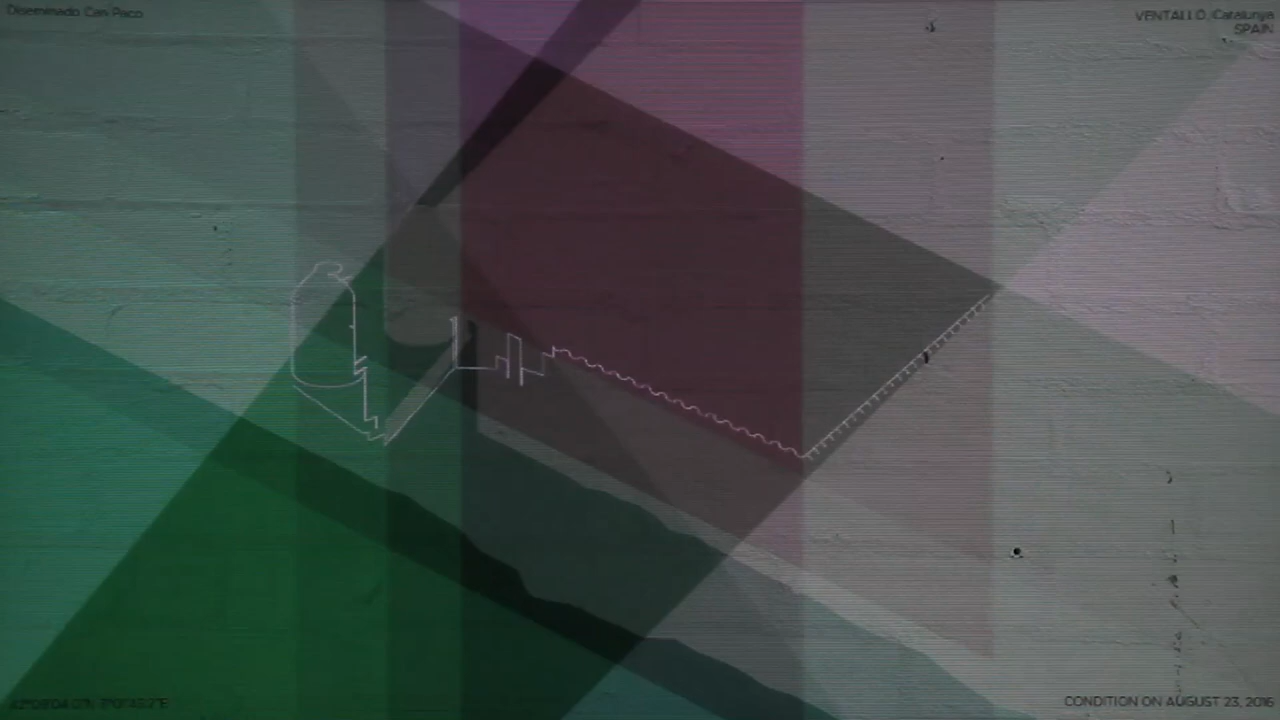 Diseminado Can Paco
VENTALLÓ, Catalunya
SPAIN
CONDITION ON AUGUST 23, 2016